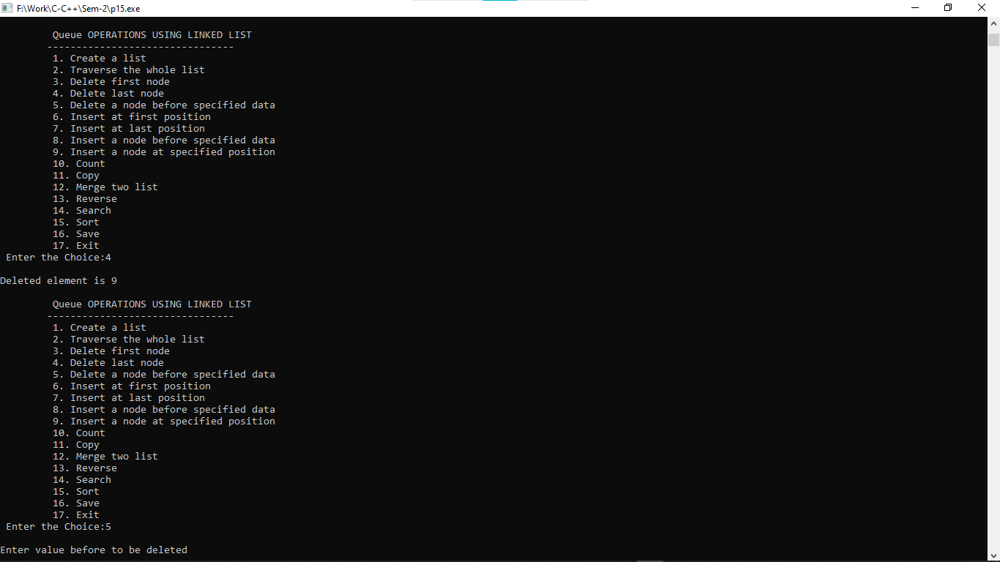 F:\Work\C-C++\Sem-2\p15.exe
Queue OPERATIONS USING LINKED LIST
--------------------------------
1. Create a list
2. Traverse the whole list
3. Delete first node
4. Delete last node
5. Delete a node before specified data
6. Insert at first position
7. Insert at last position
8. Insert a node before specified data
9. Insert a node at specified position
10. Count
11. Copy
12. Merge two list
13. Reverse
14. Search
15. Sort
16. Save
17. Exit
Enter the Choice:4
Deleted element is 9
Queue OPERATIONS USING LINKED LIST
--------------------------------
1. Create a list
2. Traverse the whole list
3. Delete first node
4. Delete last node
5. Delete a node before specified data
6. Insert at first position
7. Insert at last position
8. Insert a node before specified data
9. Insert a node at specified position
10. Count
11. Copy
12. Merge two list
13. Reverse
14. Search
15. Sort
16. Save
17. Exit
Enter the Choice:5
Enter value before to be deleted